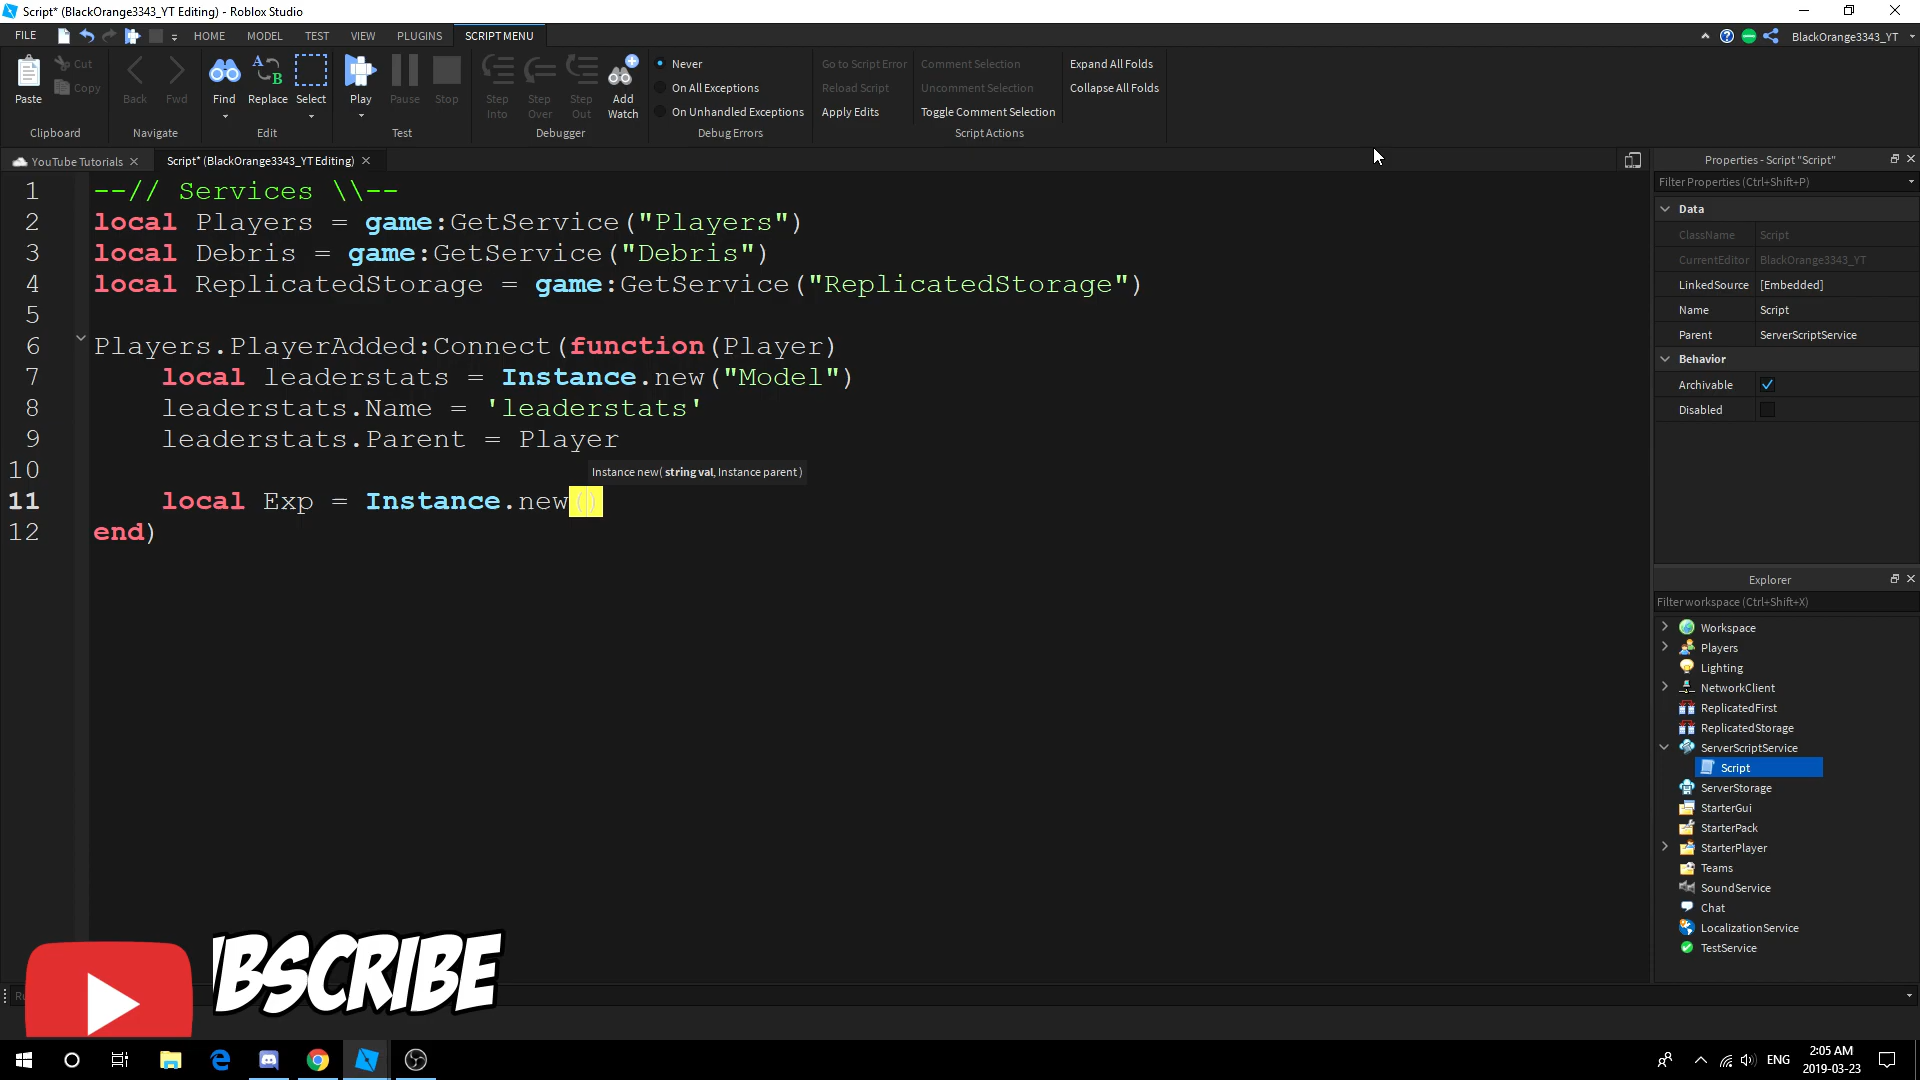 Script* (BlackOrange3343_YT Editing) - Roblox Studio
FILE HOME MODEL TEST VIEW PLUGINS SCRIPT MENU BlackOrange3343_YT
Paste Cut Copy Back Fwd Find Replace Select Play Pause Stop Step Into Step Over Step Out Add Watch
Never Go to Script Error Comment Selection Expand All Folds
On All Exceptions Reload Script Uncomment Selection Collapse All Folds
On Unhandled Exceptions Apply Edits Toggle Comment Selection
Clipboard Navigate Edit Test Debugger Debug Errors Script Actions
YouTube Tutorials Script* (BlackOrange3343_YT Editing)
1 --// Services \\--
2 local Players = game:GetService("Players")
3 local Debris = game:GetService("Debris")
4 local ReplicatedStorage = game:GetService("ReplicatedStorage")
5
6 Players.PlayerAdded:Connect(function(Player)
7 local leaderstats = Instance.new("Model")
8 leaderstats.Name = 'leaderstats'
9 leaderstats.Parent = Player
10
Instance new( string val, Instance parent )
11 local Exp = Instance.new()
12 end)
Properties - Script "Script"
Filter Properties (Ctrl+Shift+P)
Data
ClassName Script
CurrentEditor BlackOrange3343_YT
LinkedSource [Embedded]
Name Script
Parent ServerScriptService
Behavior
Archivable
Disabled
Explorer
Filter workspace (Ctrl+Shift+X)
Workspace
Players
Lighting
NetworkClient
ReplicatedFirst
ReplicatedStorage
ServerScriptService
Script
ServerStorage
StarterGui
StarterPack
StarterPlayer
Teams
SoundService
Chat
LocalizationService
TestService
BSCRIBE
ENG
2:05 AM
2019-03-23